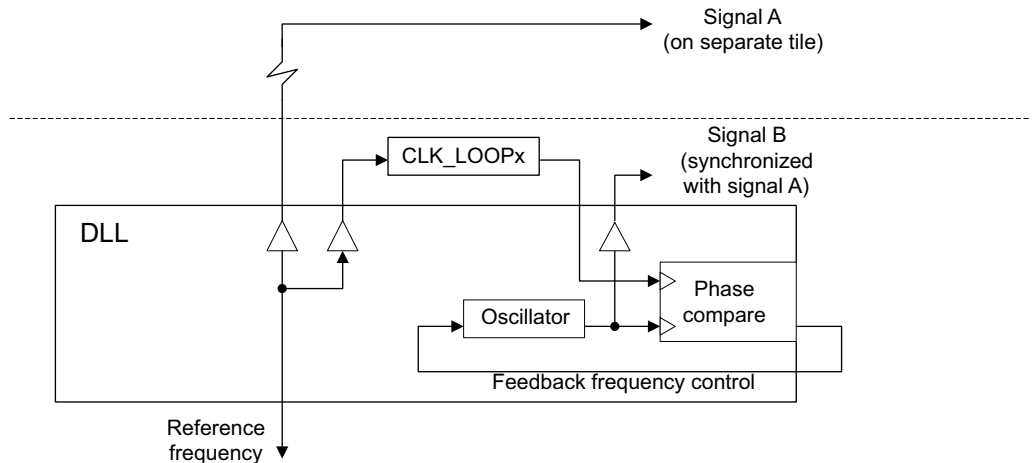 Signal A
(on separate tile)
Signal B
(synchronized
with signal A)
CLK_LOOPx
DLL
Phase
compare
Oscillator
Feedback frequency control
Reference
frequency